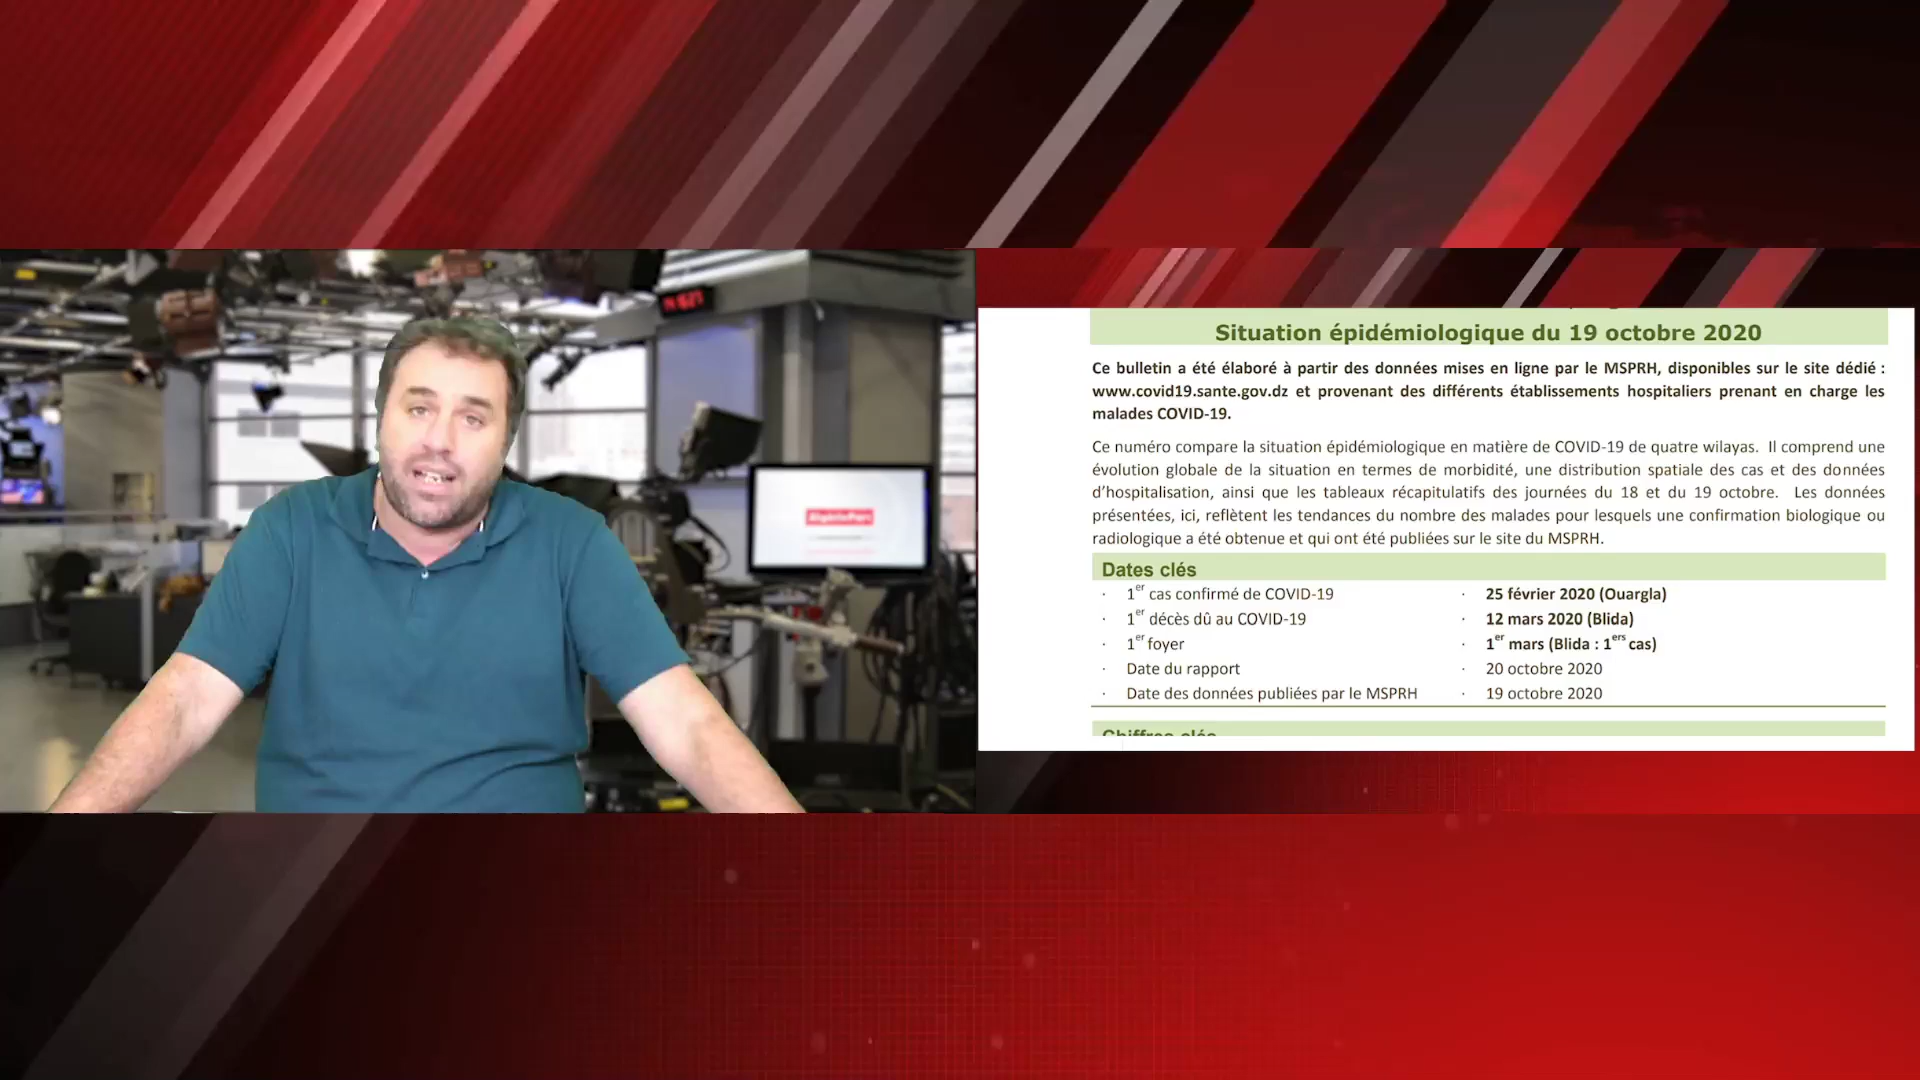 AlgériePart
Situation épidémiologique du 19 octobre 2020
Ce bulletin a été élaboré à partir des données mises en ligne par le MSPRH, disponibles sur le site dédié :
www.covid19.sante.gov.dz et provenant des différents établissements hospitaliers prenant en charge les
malades COVID-19.
Ce numéro compare la situation épidémiologique en matière de COVID-19 de quatre wilayas. Il comprend une
évolution globale de la situation en termes de morbidité, une distribution spatiale des cas et des données
d’hospitalisation, ainsi que les tableaux récapitulatifs des journées du 18 et du 19 octobre. Les données
présentées, ici, reflètent les tendances du nombre des malades pour lesquels une confirmation biologique ou
radiologique a été obtenue et qui ont été publiées sur le site du MSPRH.
Dates clés
· 1er cas confirmé de COVID-19 · 25 février 2020 (Ouargla)
· 1er décès dû au COVID-19 · 12 mars 2020 (Blida)
· 1er foyer · 1er mars (Blida : 1ers cas)
· Date du rapport · 20 octobre 2020
· Date des données publiées par le MSPRH · 19 octobre 2020
Chiffres clés